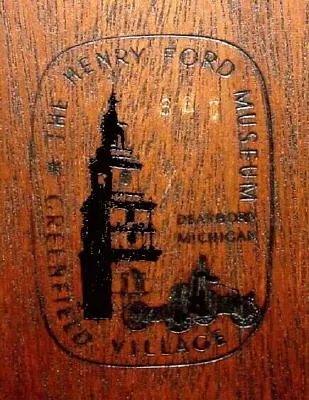 THE HENRY FORD MUSEUM
DEARBORN
MICHIGAN
GREENFIELD VILLAGE